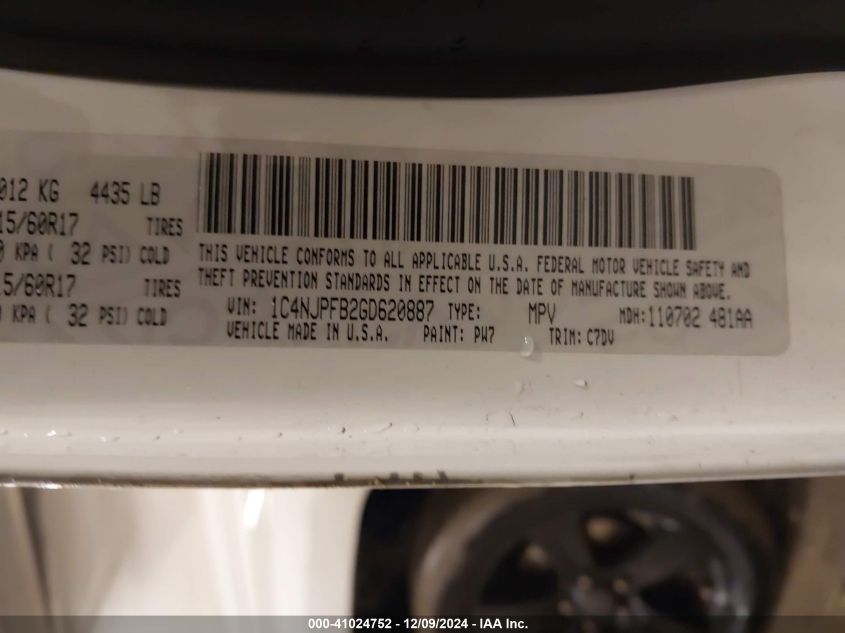 012 KG 4435 LB
15/60R17 TIRES
0 KPA ( 32 PSI) COLD
15/60R17 TIRES
0 KPA ( 32 PSI) COLD
THIS VEHICLE CONFORMS TO ALL APPLICABLE U.S.A. FEDERAL MOTOR VEHICLE SAFETY AND
THEFT PREVENTION STANDARDS IN EFFECT ON THE DATE OF MANUFACTURE SHOWN ABOVE.
VIN: 1C4NJPFB2GD620887 TYPE: MPV MDH:110702 481AA
VEHICLE MADE IN U.S.A. PAINT: PW7 TRIM: C7DV
000-41024752 - 12/09/2024 - IAA Inc.